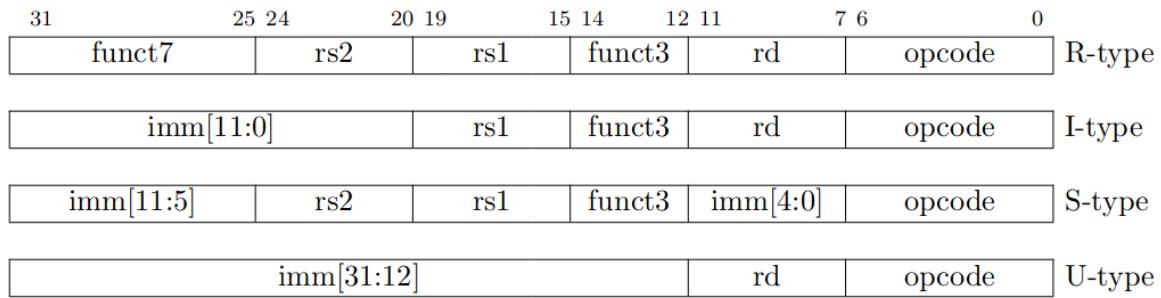 31 25 24 20 19 15 14 12 11 7 6 0
funct7 rs2 rs1 funct3 rd opcode R-type
imm[11:0] rs1 funct3 rd opcode I-type
imm[11:5] rs2 rs1 funct3 imm[4:0] opcode S-type
imm[31:12] rd opcode U-type